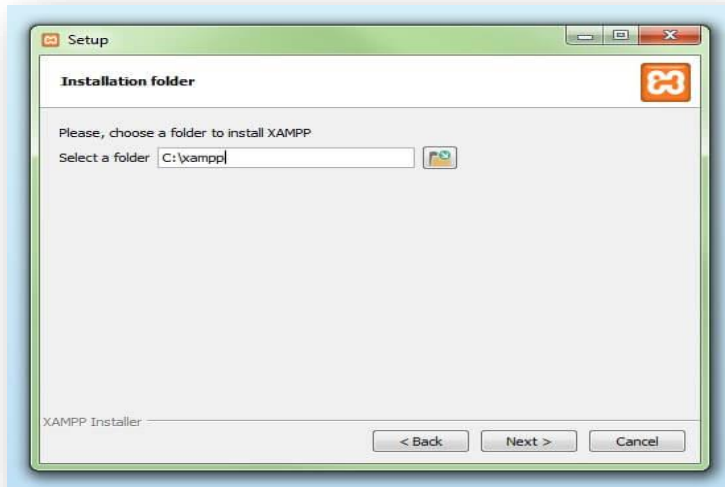 Setup
Installation folder
Please, choose a folder to install XAMPP
Select a folder C:\xampp
XAMPP Installer
< Back Next > Cancel